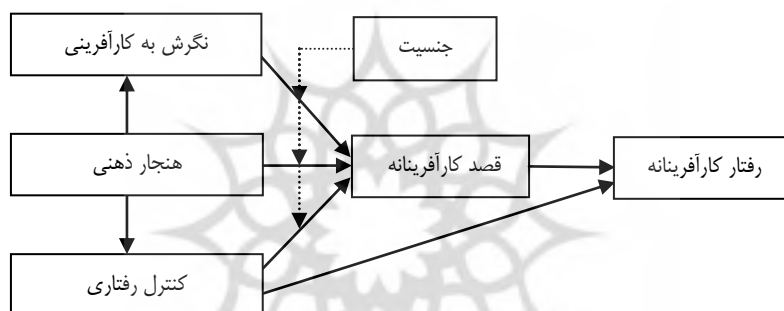 نگرش به کارآفرینی
جنسیت
هنجار ذهنی
قصد کارآفرینانه
رفتار کارآفرینانه
کنترل رفتاری